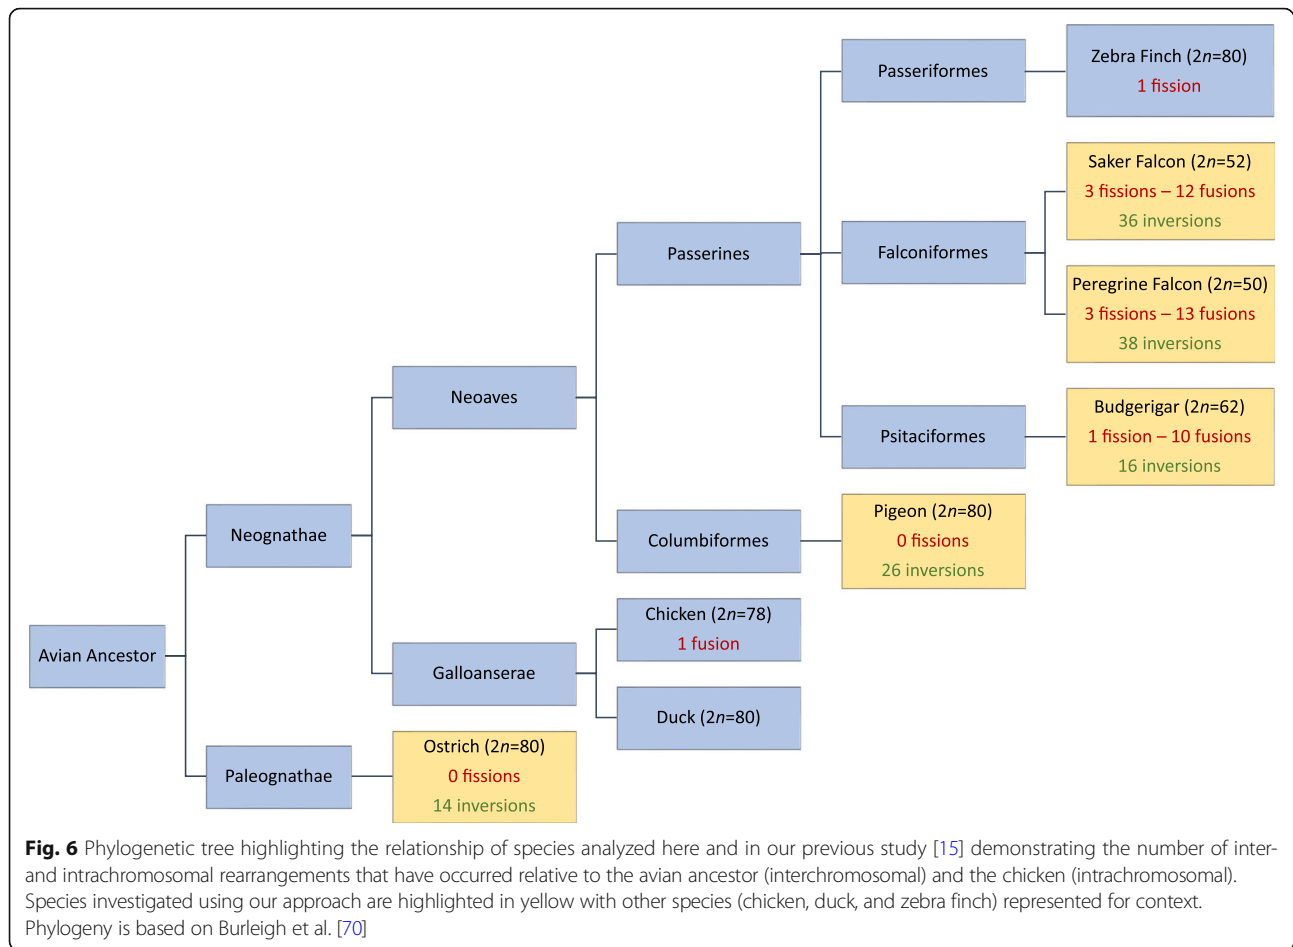 Passeriformes
Zebra Finch (2n=80)
1 fission
Saker Falcon (2n=52)
3 fissions – 12 fusions
36 inversions
Passerines
Falconiformes
Peregrine Falcon (2n=50)
3 fissions – 13 fusions
38 inversions
Neoaves
Psitaciformes
Budgerigar (2n=62)
1 fission – 10 fusions
16 inversions
Neognathae
Columbiformes
Pigeon (2n=80)
0 fissions
26 inversions
Avian Ancestor
Galloanserae
Chicken (2n=78)
1 fusion
Duck (2n=80)
Paleognathae
Ostrich (2n=80)
0 fissions
14 inversions
Fig. 6 Phylogenetic tree highlighting the relationship of species analyzed here and in our previous study [15] demonstrating the number of inter-
and intrachromosomal rearrangements that have occurred relative to the avian ancestor (interchromosomal) and the chicken (intrachromosomal).
Species investigated using our approach are highlighted in yellow with other species (chicken, duck, and zebra finch) represented for context.
Phylogeny is based on Burleigh et al. [70]